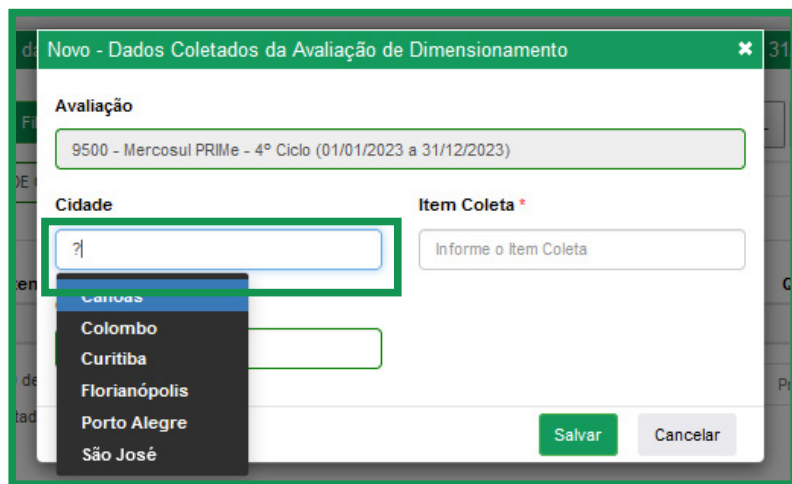 Novo - Dados Coletados da Avaliação de Dimensionamento ×
31
Avaliação
9500 - Mercosul PRIMe - 4º Ciclo (01/01/2023 a 31/12/2023)
Cidade
Item Coleta *
?
Informe o Item Coleta
Canoas
Colombo
Curitiba
Florianópolis
Porto Alegre
São José
Salvar
Cancelar